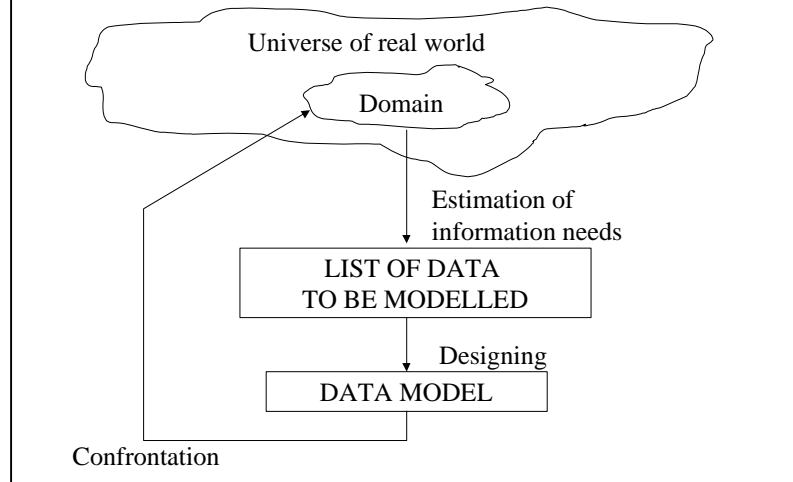 Universe of real world
Domain
Estimation of
information needs
LIST OF DATA
TO BE MODELLED
Designing
DATA MODEL
Confrontation